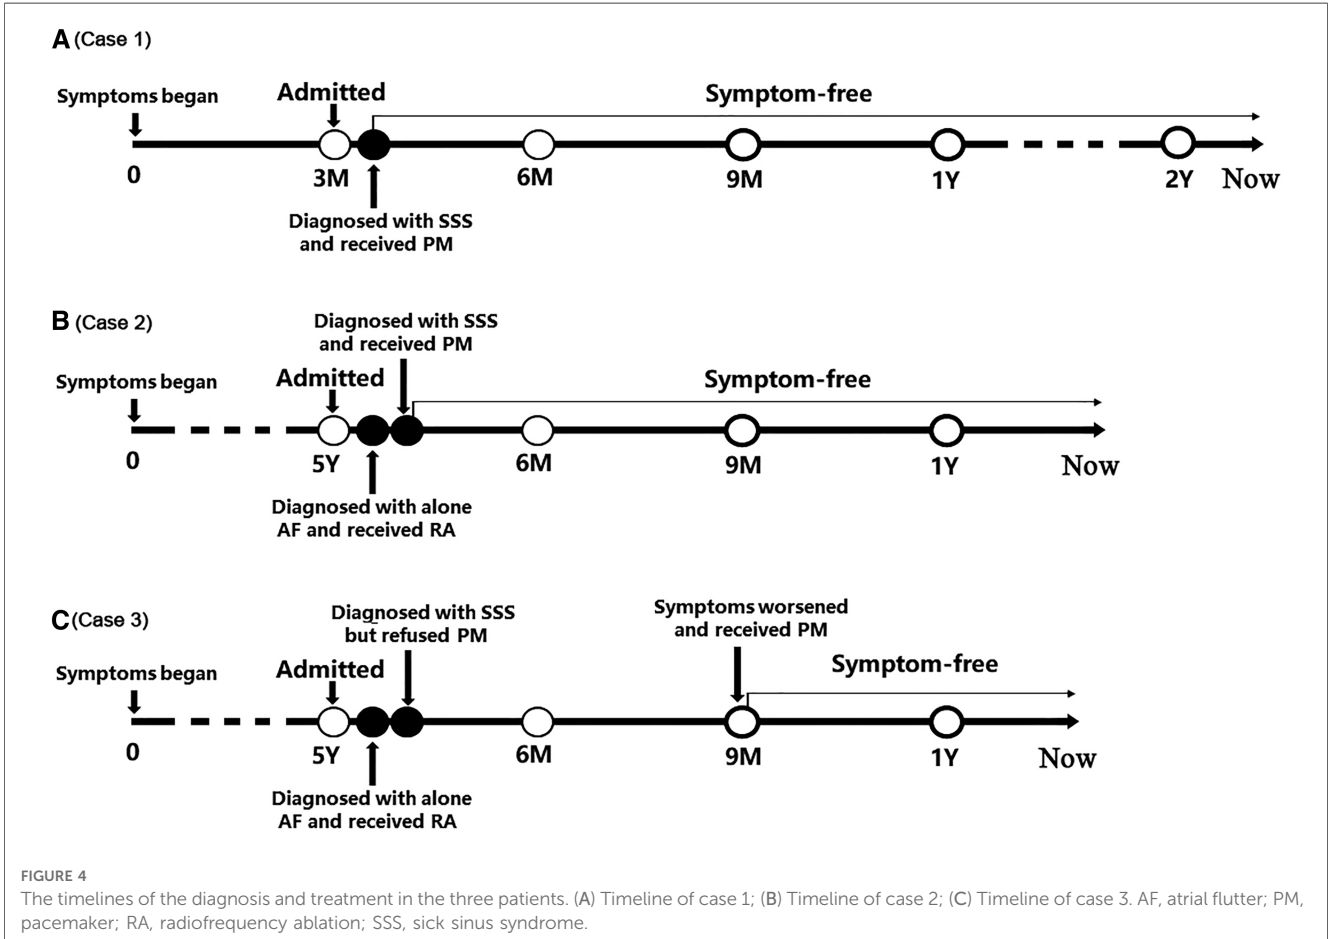 A (Case 1)
Symptoms began
Admitted
Symptom-free
0
3M
6M
9M
1Y
2Y
Now
Diagnosed with SSS
and received PM
B (Case 2)
Diagnosed with SSS
and received PM
Symptoms began
Admitted
Symptom-free
0
5Y
6M
9M
1Y
Now
Diagnosed with alone
AF and received RA
C (Case 3)
Diagnosed with SSS
but refused PM
Symptoms worsened
and received PM
Symptoms began
Admitted
Symptom-free
0
5Y
6M
9M
1Y
Now
Diagnosed with alone
AF and received RA
FIGURE 4
The timelines of the diagnosis and treatment in the three patients. (A) Timeline of case 1; (B) Timeline of case 2; (C) Timeline of case 3. AF, atrial flutter; PM,
pacemaker; RA, radiofrequency ablation; SSS, sick sinus syndrome.